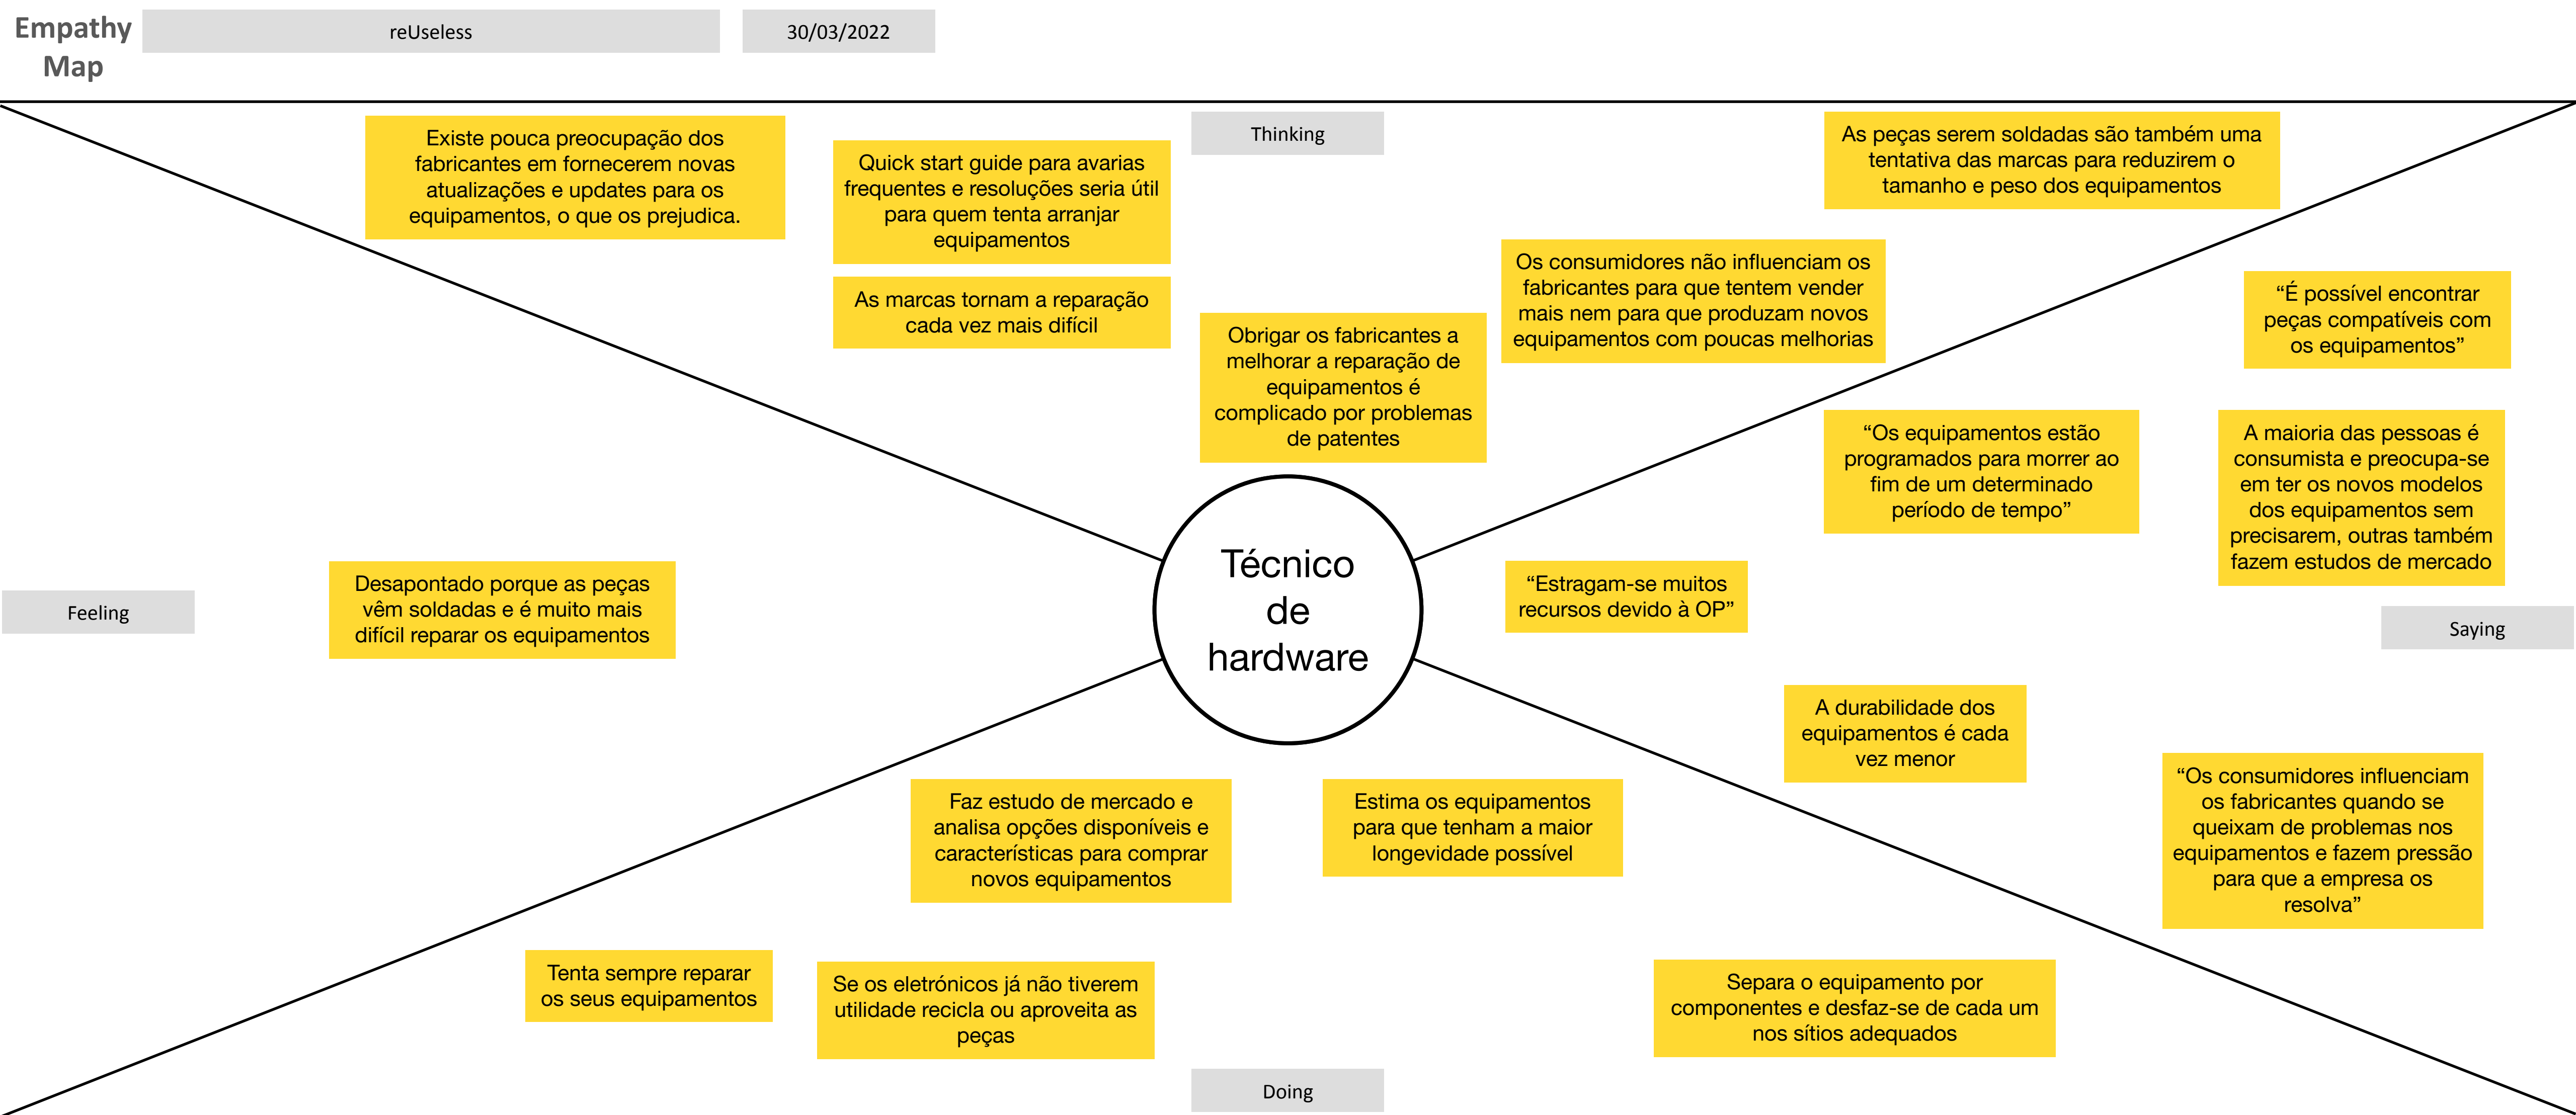 Empathy
Map
reUseless
30/03/2022
Thinking
Existe pouca preocupação dos
fabricantes em fornecerem novas
atualizações e updates para os
equipamentos, o que os prejudica.
Quick start guide para avarias
frequentes e resoluções seria útil
para quem tenta arranjar
equipamentos
As marcas tornam a reparação
cada vez mais difícil
Obrigar os fabricantes a
melhorar a reparação de
equipamentos é
complicado por problemas
de patentes
Os consumidores não influenciam os
fabricantes para que tentem vender
mais nem para que produzam novos
equipamentos com poucas melhorias
As peças serem soldadas são também uma
tentativa das marcas para reduzirem o
tamanho e peso dos equipamentos
“É possível encontrar
peças compatíveis com
os equipamentos”
“Os equipamentos estão
programados para morrer ao
fim de um determinado
período de tempo”
A maioria das pessoas é
consumista e preocupa-se
em ter os novos modelos
dos equipamentos sem
precisarem, outras também
fazem estudos de mercado
Feeling
Desapontado porque as peças
vêm soldadas e é muito mais
difícil reparar os equipamentos
Técnico
de
hardware
“Estragam-se muitos
recursos devido à OP”
Saying
A durabilidade dos
equipamentos é cada
vez menor
“Os consumidores influenciam
os fabricantes quando se
queixam de problemas nos
equipamentos e fazem pressão
para que a empresa os
resolva”
Faz estudo de mercado e
analisa opções disponíveis e
características para comprar
novos equipamentos
Estima os equipamentos
para que tenham a maior
longevidade possível
Tenta sempre reparar
os seus equipamentos
Se os eletrónicos já não tiverem
utilidade recicla ou aproveita as
peças
Separa o equipamento por
componentes e desfaz-se de cada um
nos sítios adequados
Doing